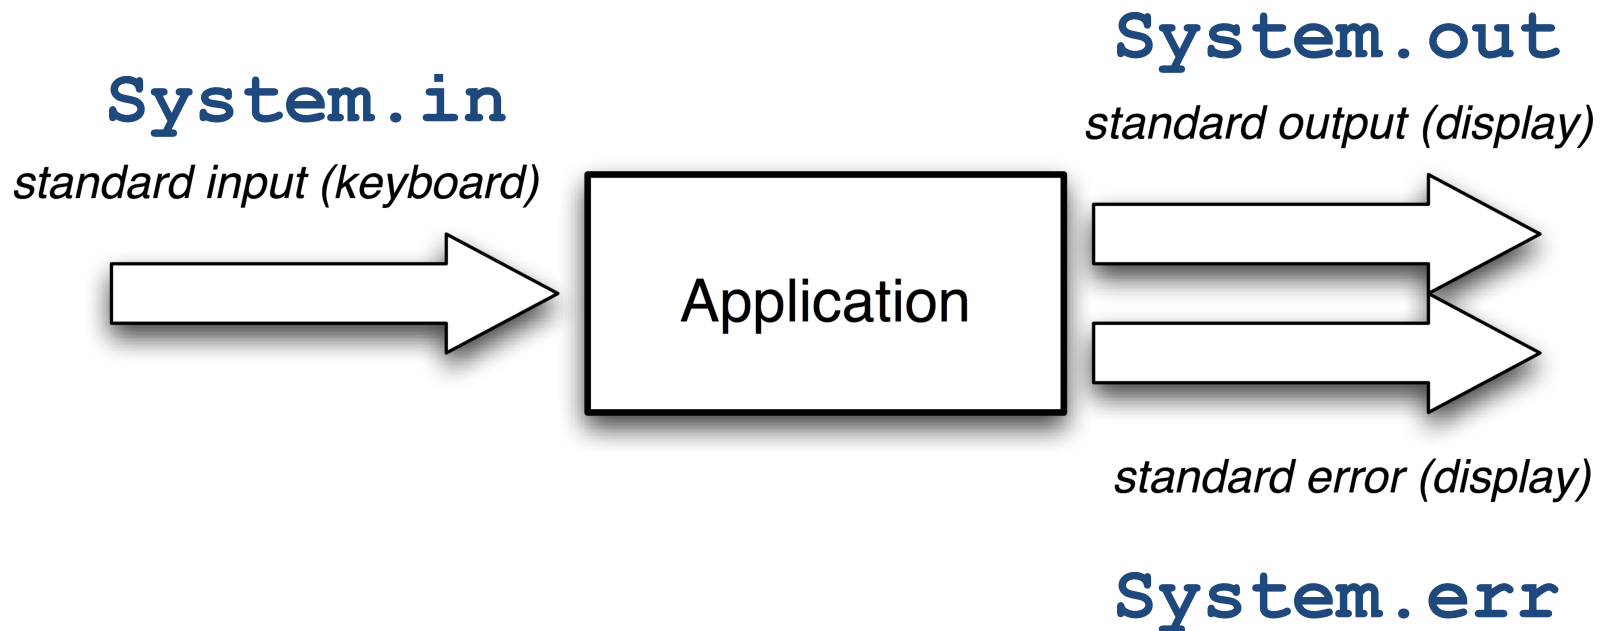 System.in
standard input (keyboard)
Application
System.out
standard output (display)
standard error (display)
System.err